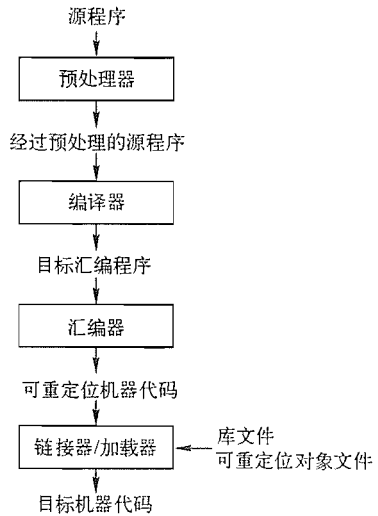 源程序
预处理器
经过预处理的源程序
编译器
目标汇编程序
汇编器
可重定位机器代码
链接器/加载器
库文件
可重定位对象文件
目标机器代码